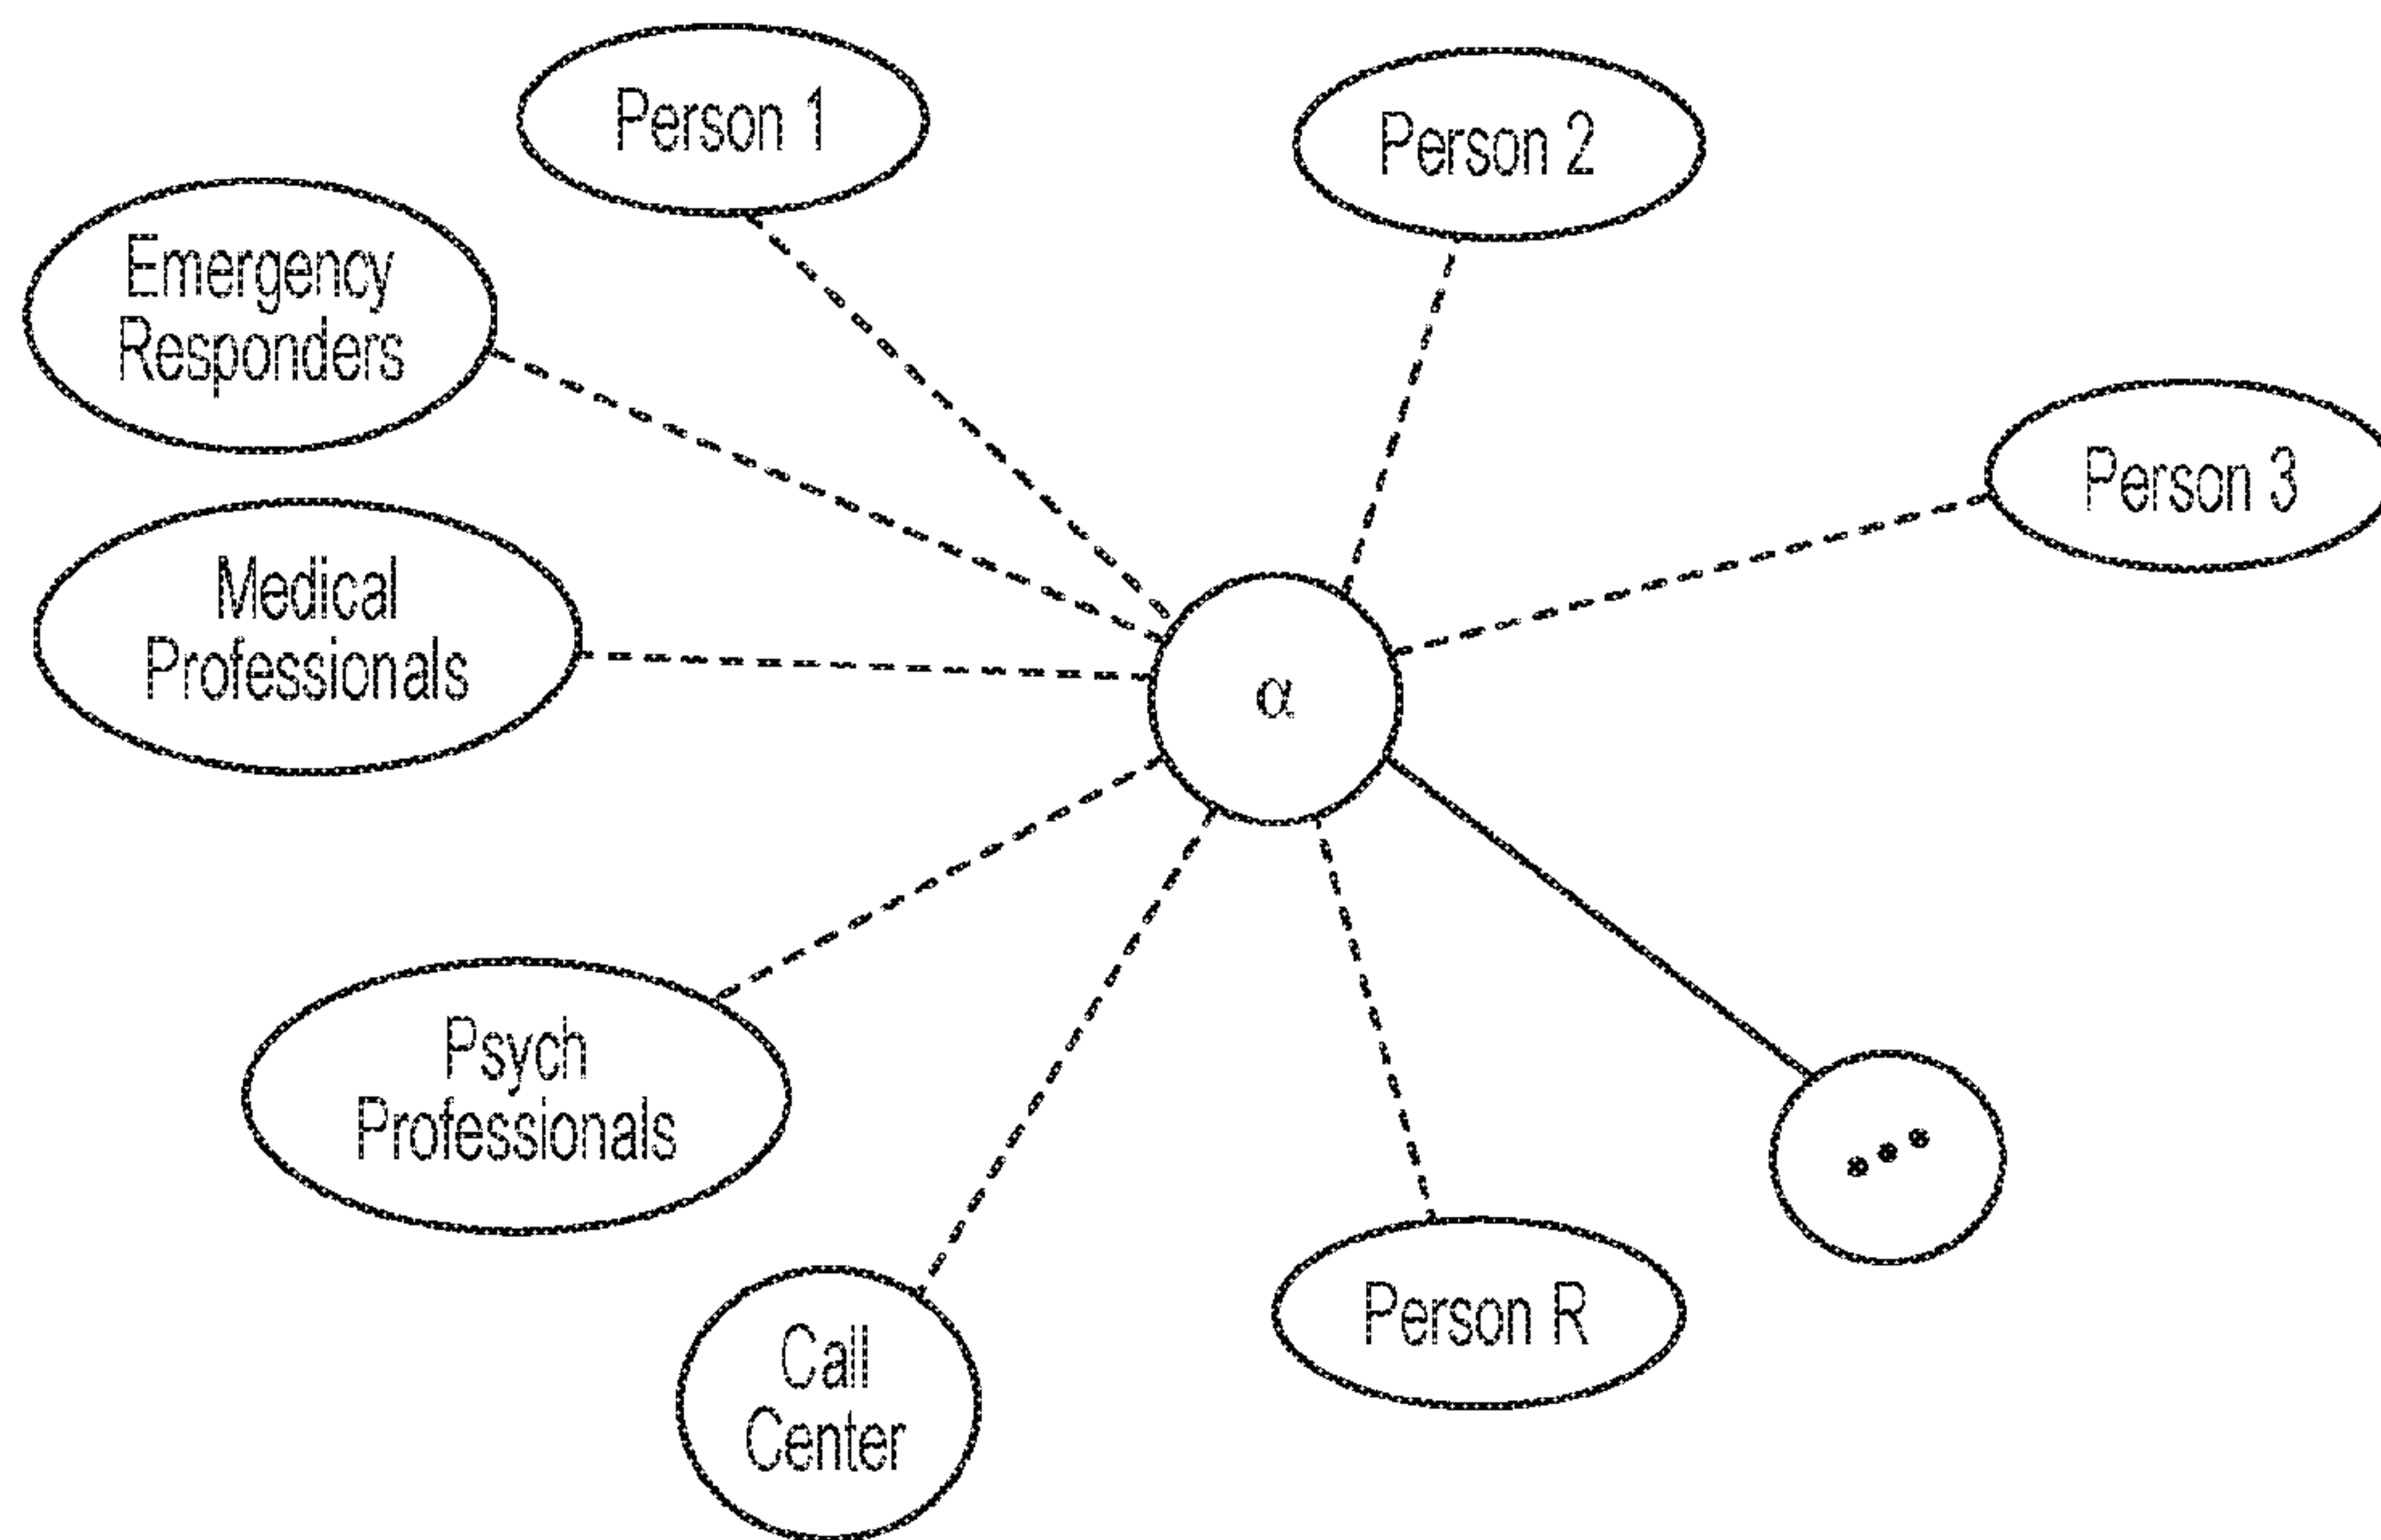 Person 1
Person 2
Emergency
Responders
Person 3
Medical
Professionals
α
Psych
Professionals
•••
Person R
Call
Center